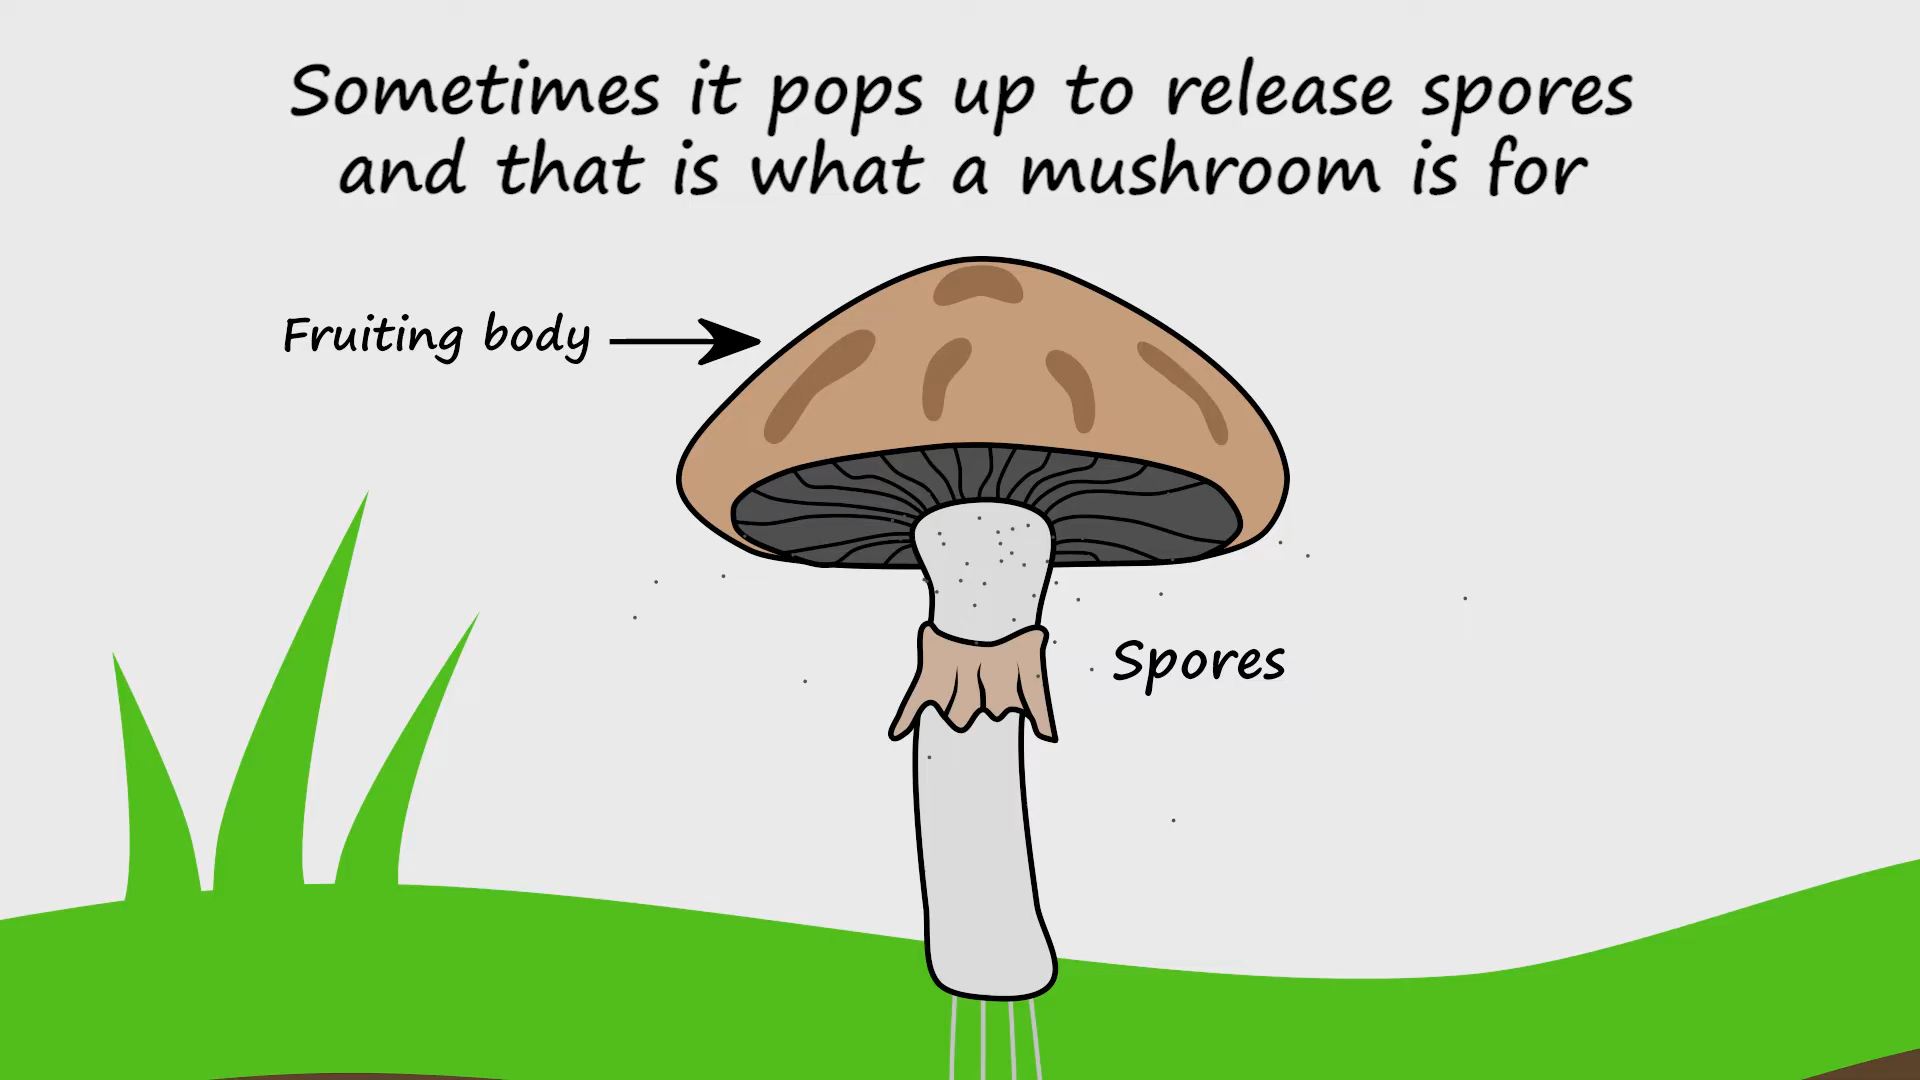 Sometimes it pops up to release spores
and that is what a mushroom is for
Fruiting body
Spores